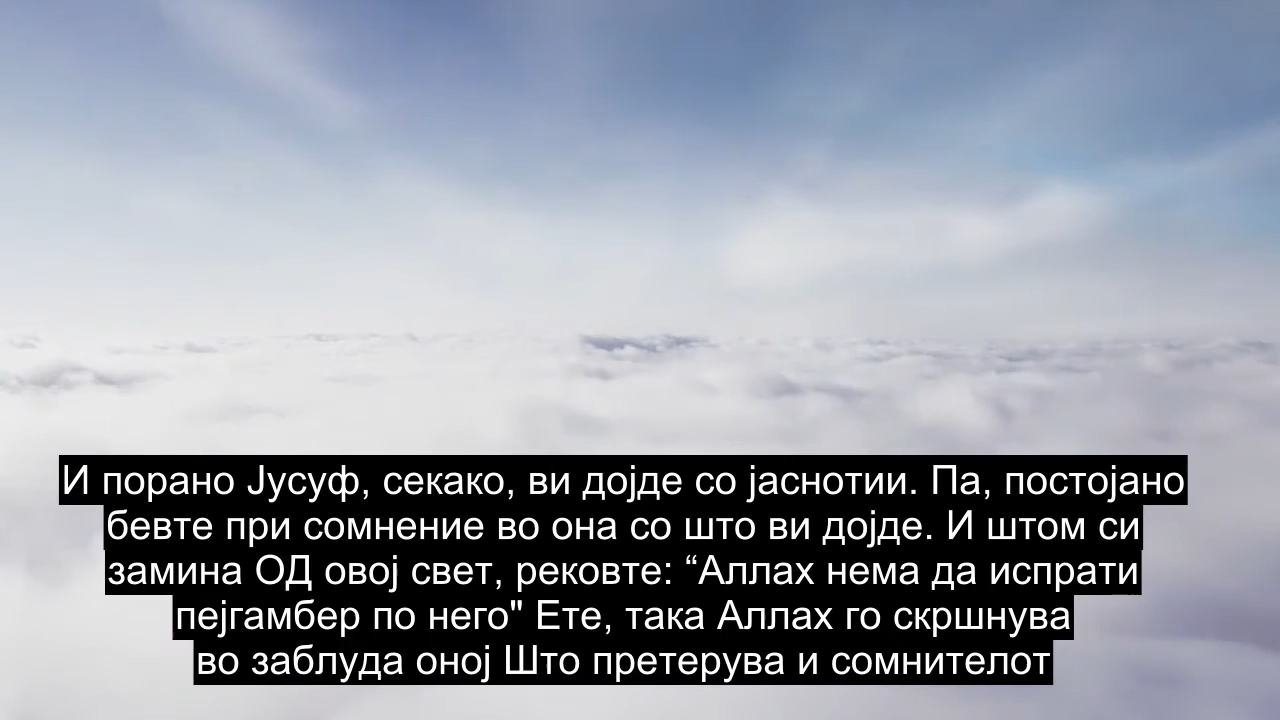 И порано Јусуф, секако, ви дојде со јаснотии. Па, постојано
бевте при сомнение во она со што ви дојде. И штом си
замина ОД овој свет, рековте: “Аллах нема да испрати
пејгамбер по него" Ете, така Аллах го скршнува
во заблуда оној Што претерува и сомнителот